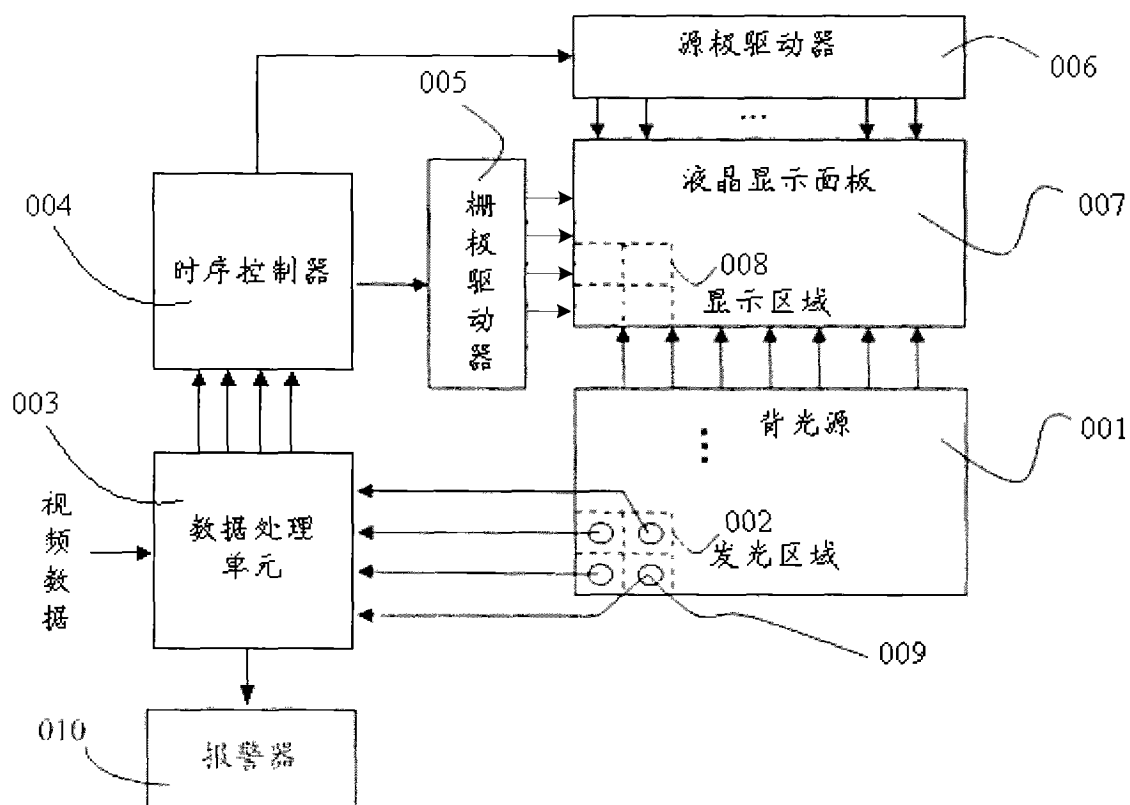 源极驱动器
006
005
液晶显示面板
007
004
栅极驱动器
时序控制器
008
显示区域
003
背光源
001
视频数据
数据处理
单元
002
发光区域
009
010
报警器